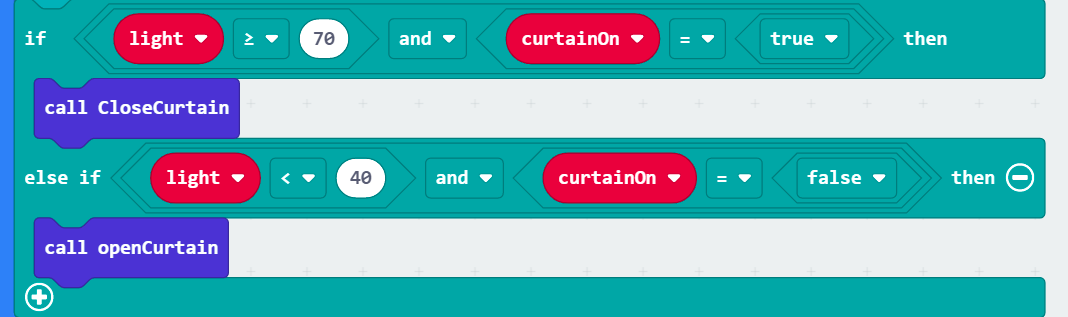 if light ≥ 70 and curtainOn = true then
call CloseCurtain
else if light < 40 and curtainOn = false then
call openCurtain